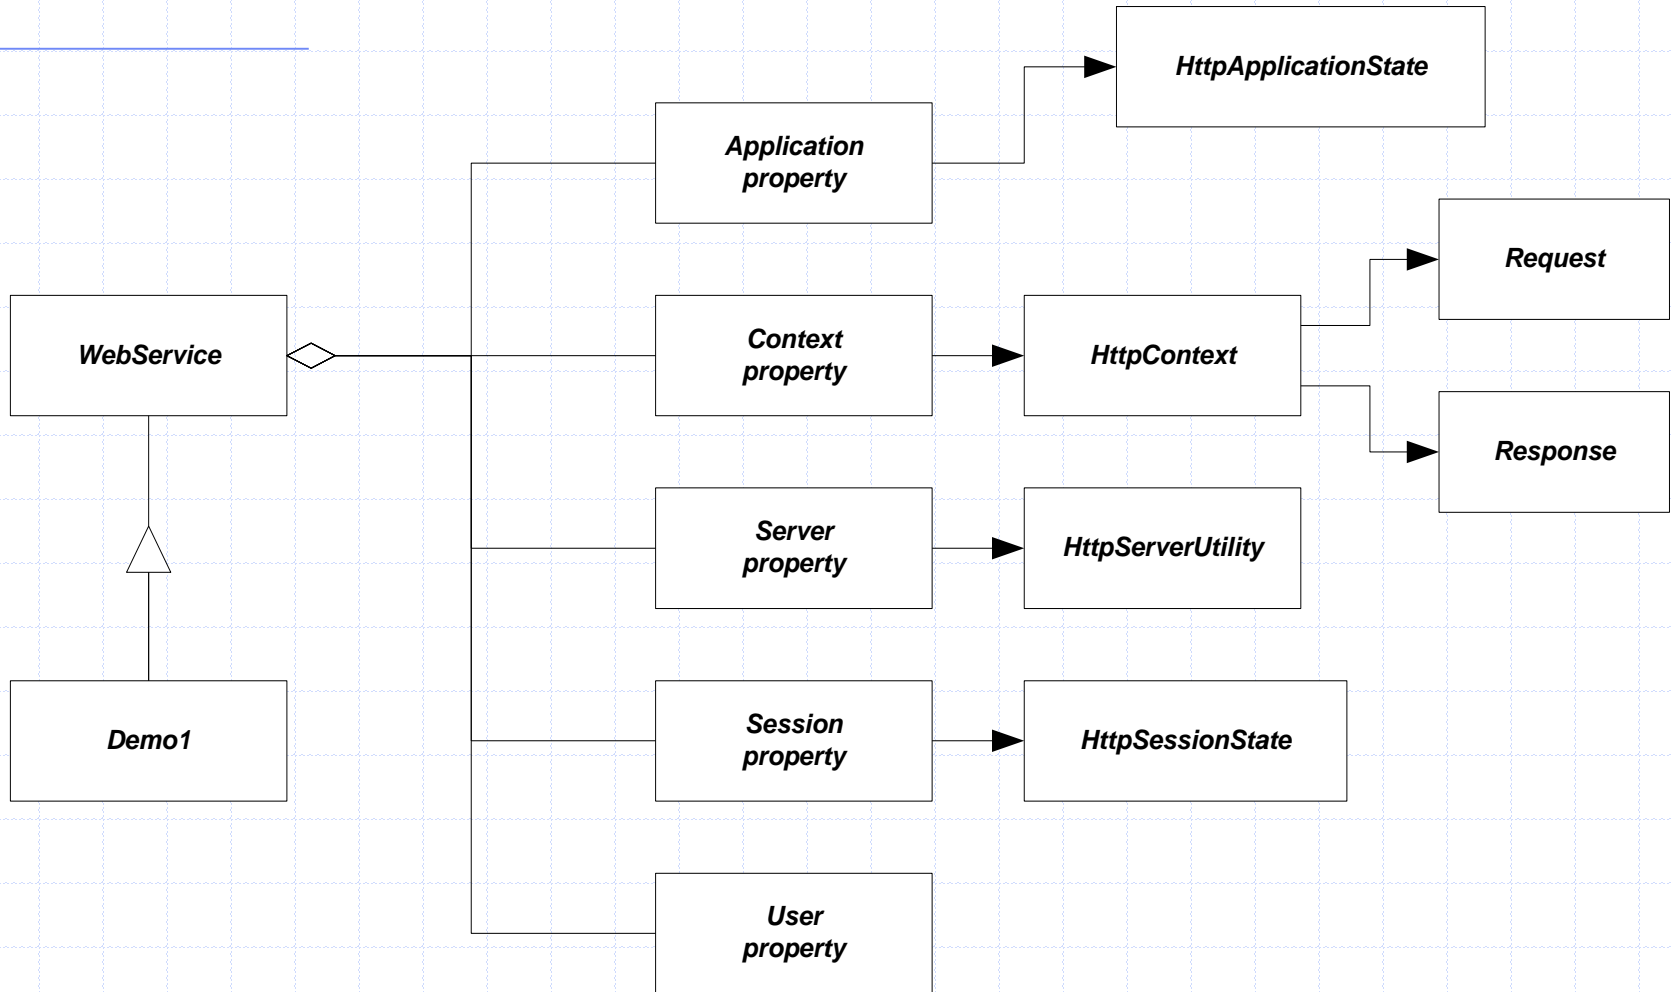 HttpApplicationState
Application
property
Request
WebService
Context
property
HttpContext
Response
Server
property
HttpServerUtility
Demo1
Session
property
HttpSessionState
User
property